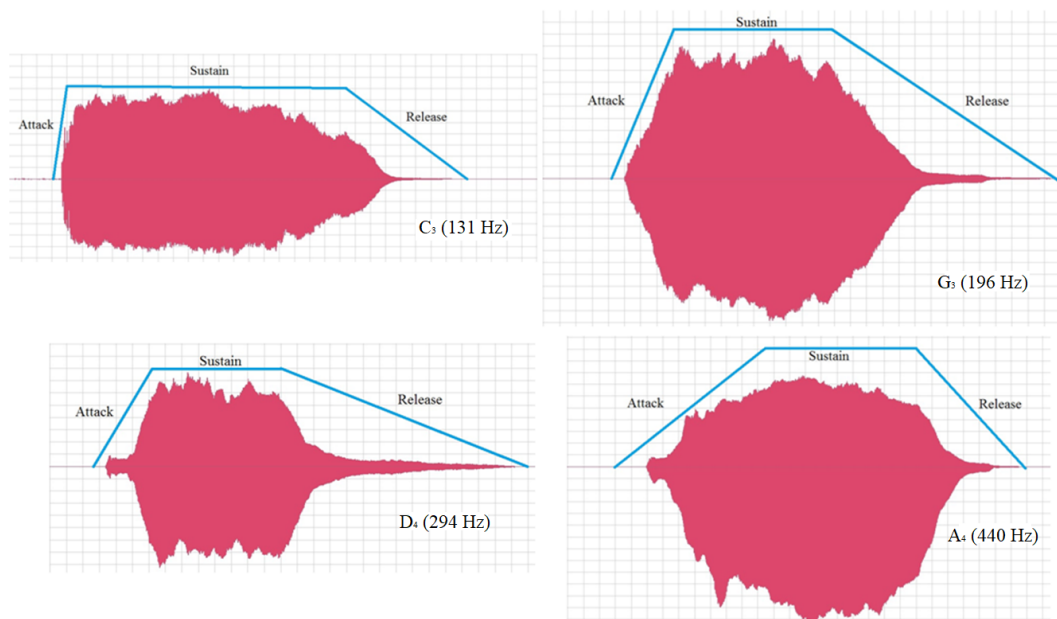 Sustain
Attack
Release
C₃ (131 Hz)
Sustain
Attack
Release
G₃ (196 Hz)
Sustain
Attack
Release
D₄ (294 Hz)
Sustain
Attack
Release
A₄ (440 Hz)